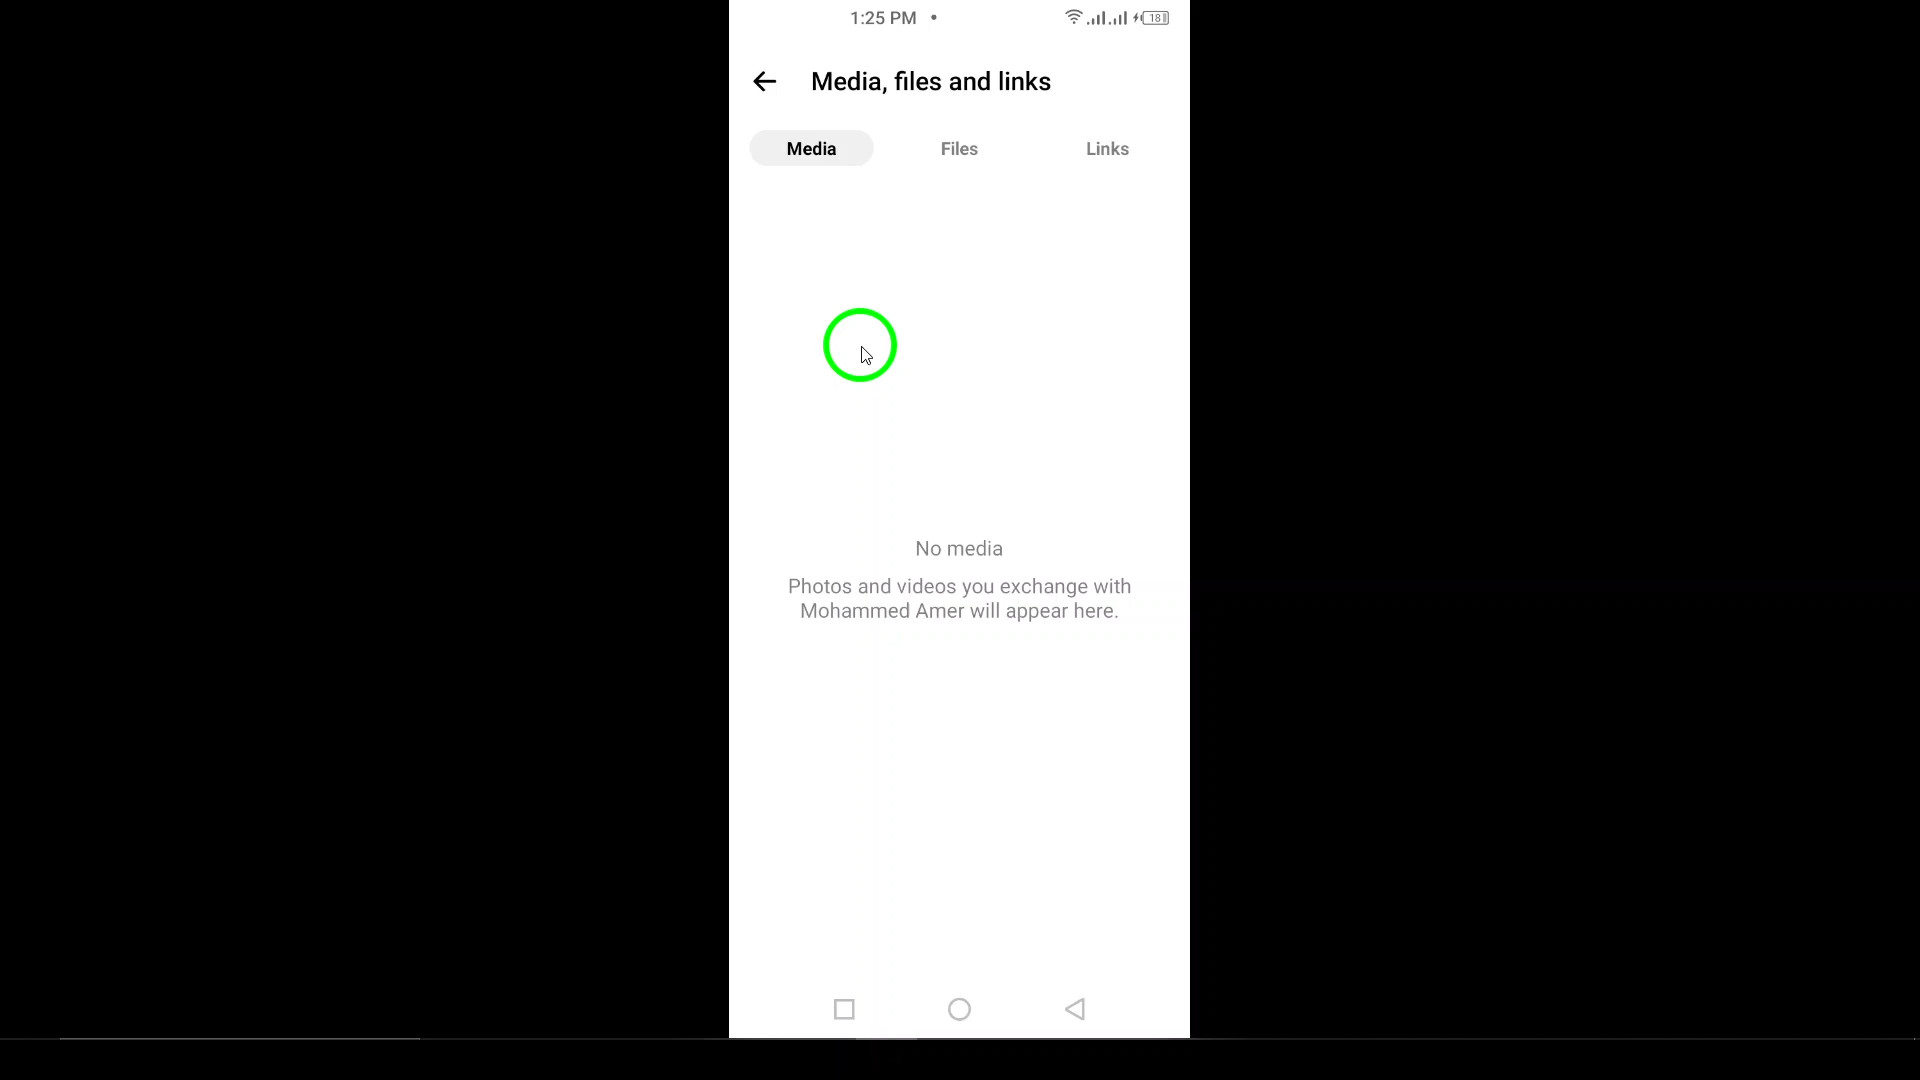 1:25 PM
18
Media, files and links
Media
Files
Links
No media
Photos and videos you exchange with
Mohammed Amer will appear here.